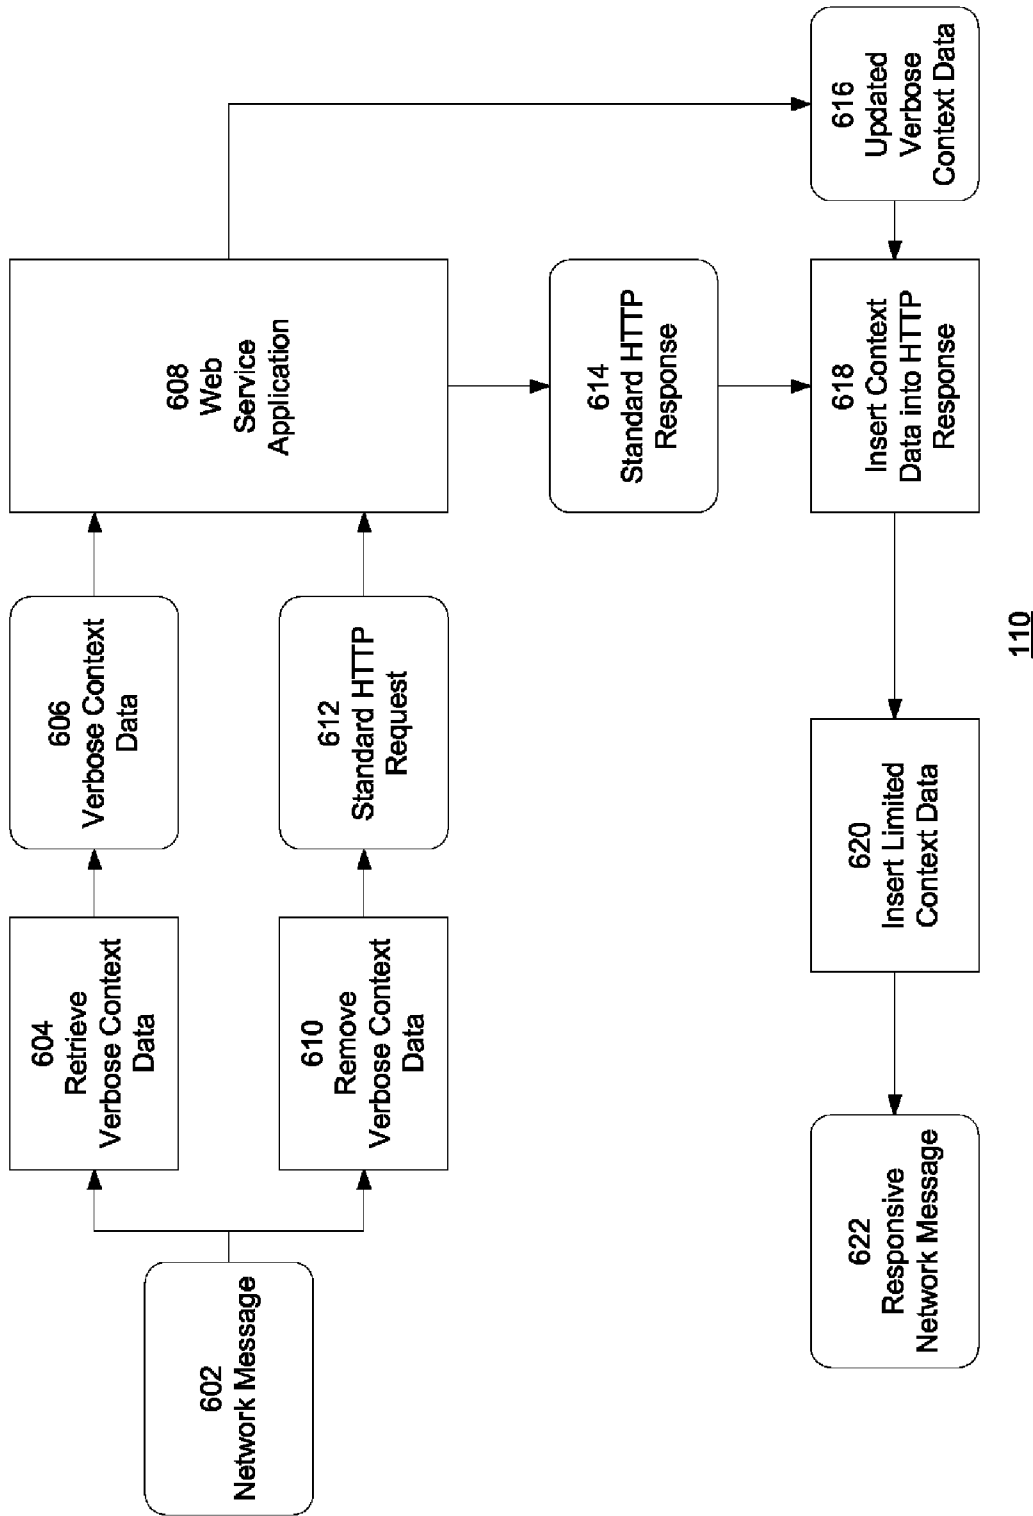 602
Network Message
604
Retrieve
Verbose Context
Data
606
Verbose Context
Data
608
Web
Service
Application
610
Remove
Verbose Context
Data
612
Standard HTTP
Request
614
Standard HTTP
Response
616
Updated
Verbose
Context Data
618
Insert Context
Data into HTTP
Response
620
Insert Limited
Context Data
622
Responsive
Network Message
110